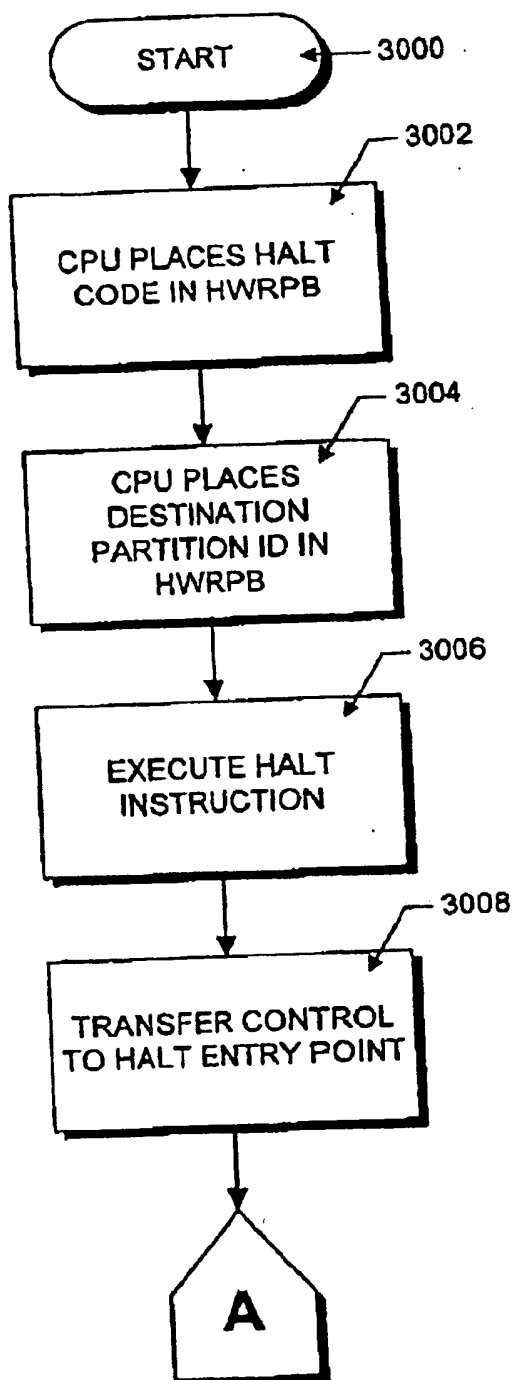 START
3000
3002
CPU PLACES HALT
CODE IN HWRPB
3004
CPU PLACES
DESTINATION
PARTITION ID IN
HWRPB
3006
EXECUTE HALT
INSTRUCTION
3008
TRANSFER CONTROL
TO HALT ENTRY POINT
A